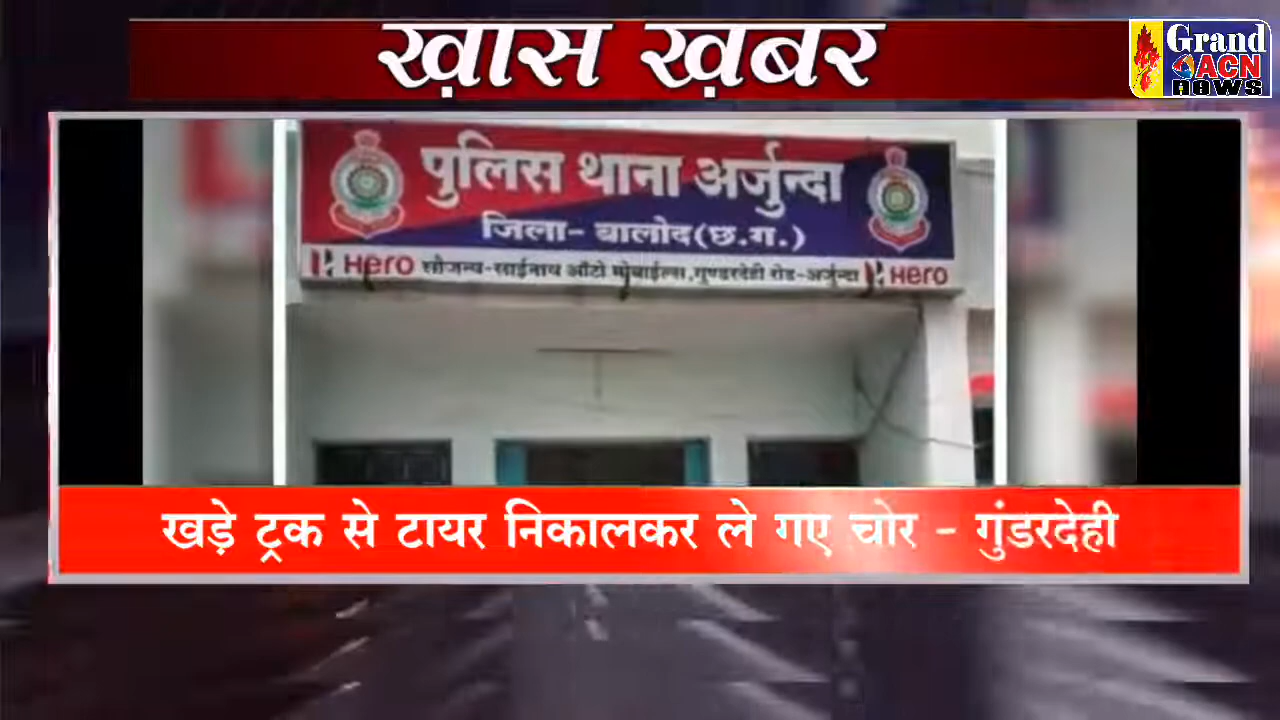 ख़ास ख़बर
Grand
ACN
news
पुलिस थाना अर्जुन्दा
जिला- बालोद(छ.ग.)
Hero सौजन्य-साईनाथ ऑटो मोबाईल्स,गुण्डरदेही रोड-अर्जुन्दा Hero
खड़े ट्रक से टायर निकालकर ले गए चोर - गुंडरदेही